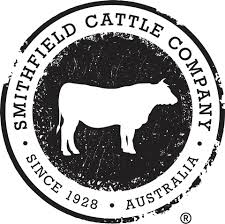 · SMITHFIELD CATTLE COMPANY ·
SINCE 1928 · AUSTRALIA
®